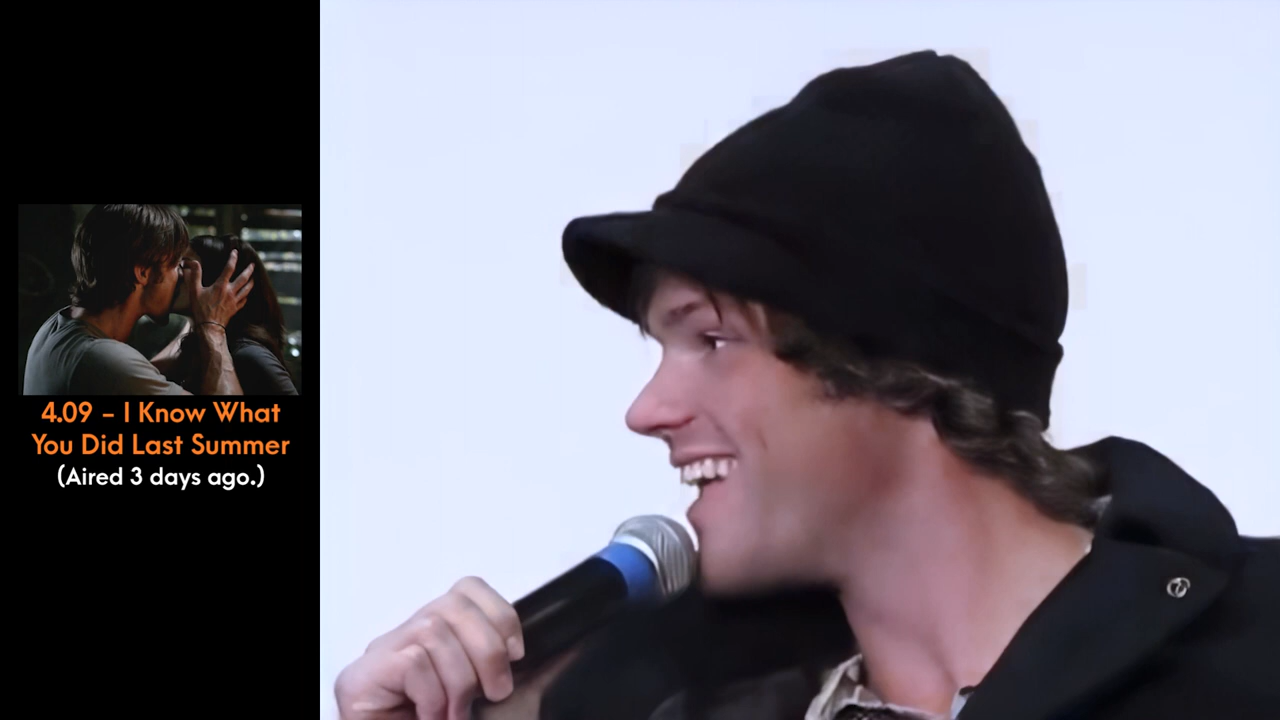 4.09 – I Know What
You Did Last Summer
(Aired 3 days ago.)